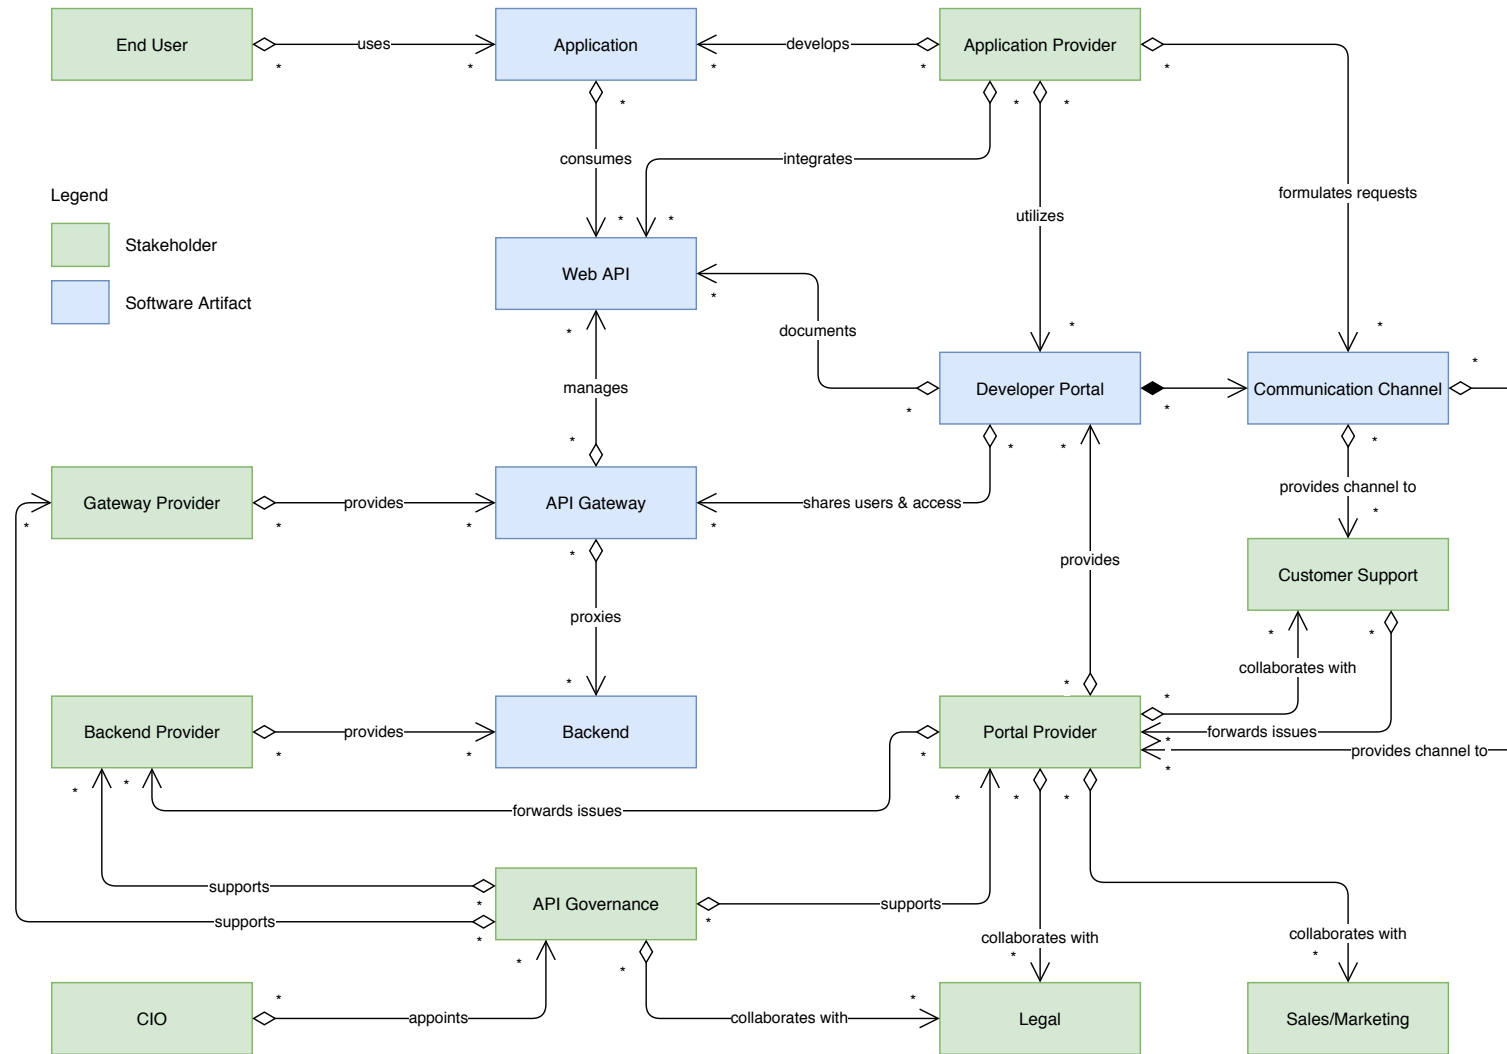 End User
uses
Application
develops
Application Provider
*
*
*
*
*
*
*
*
consumes
integrates
formulates requests
Legend
Stakeholder
Software Artifact
utilizes
*
*
Web API
*
documents
*
*
*
*
manages
Developer Portal
Communication Channel
*
*
*
*
*
*
provides channel to
Gateway Provider
provides
API Gateway
shares users & access
*
*
*
*
*
*
provides
Customer Support
proxies
*
*
collaborates with
*
*
*
Backend Provider
provides
Backend
Portal Provider
forwards issues
*
*
*
*
provides channel to
*
*
*
*
*
*
forwards issues
supports
*
API Governance
supports
*
supports
*
collaborates with
collaborates with
*
*
*
*
*
*
CIO
appoints
collaborates with
Legal
Sales/Marketing